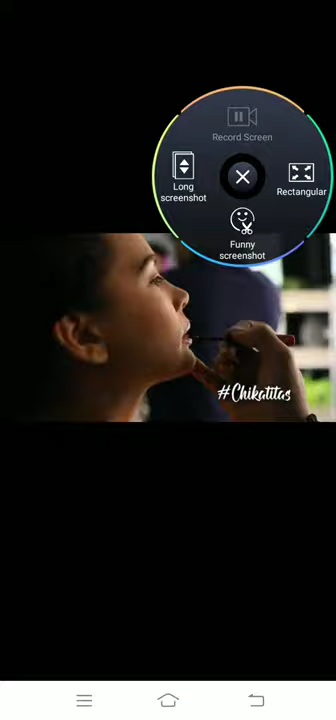 Record Screen
Long
screenshot
Rectangular
Funny
screenshot
#Chikatitas